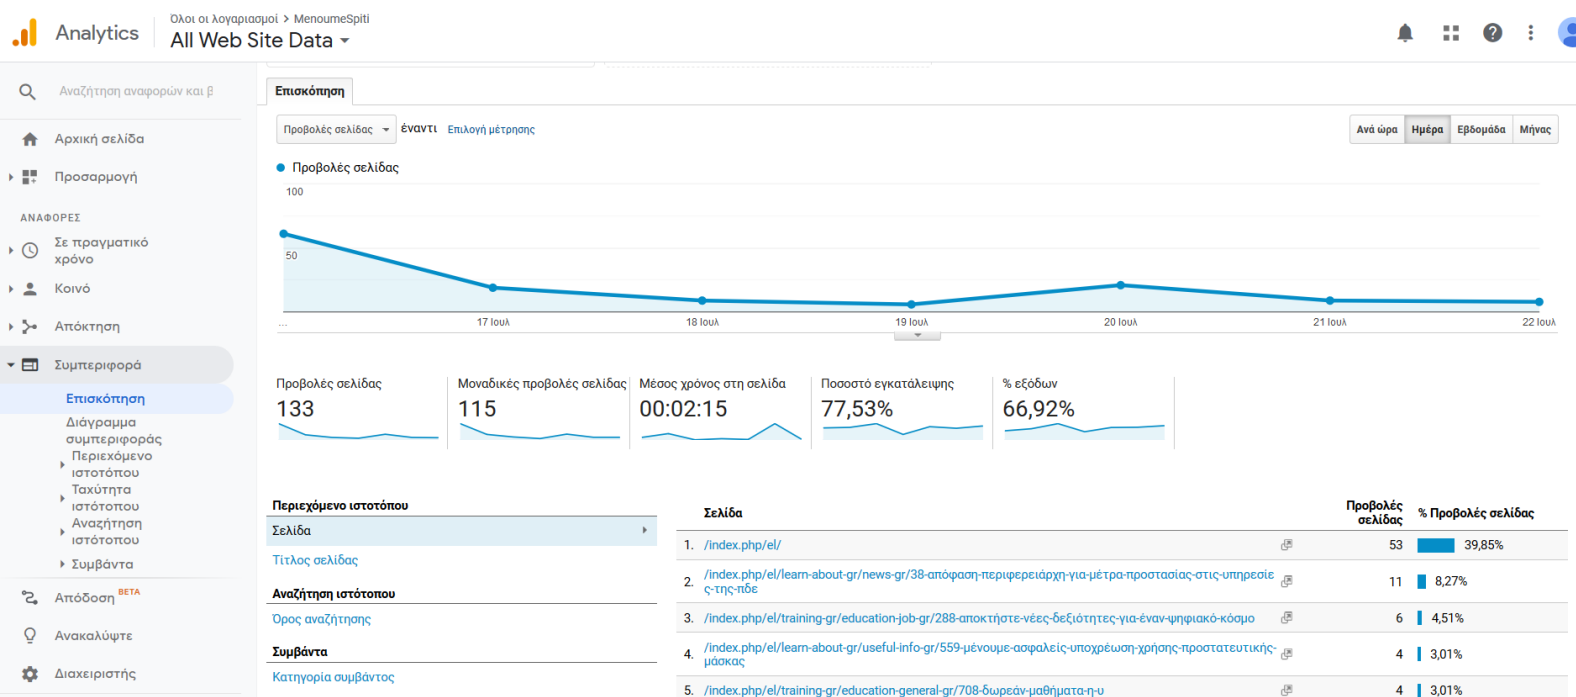 Analytics
Όλοι οι λογαριασμοί > MenoumeSpiti
All Web Site Data
Αναζήτηση αναφορών και β
Αρχική σελίδα
Προσαρμογή
ΑΝΑΦΟΡΕΣ
Σε πραγματικό
χρόνο
Κοινό
Απόκτηση
Συμπεριφορά
Επισκόπηση
Διάγραμμα
συμπεριφοράς
Περιεχόμενο
ιστοτόπου
Ταχύτητα
ιστότοπου
Αναζήτηση
ιστότοπου
Συμβάντα
Απόδοση BETA
Ανακαλύψτε
Διαχειριστής
Επισκόπηση
Προβολές σελίδας έναντι Επιλογή μέτρησης
Ανά ώρα Ημέρα Εβδομάδα Μήνας
Προβολές σελίδας
100
50
... 17 Ιουλ 18 Ιουλ 19 Ιουλ 20 Ιουλ 21 Ιουλ 22 Ιουλ
Προβολές σελίδας
133
Μοναδικές προβολές σελίδας
115
Μέσος χρόνος στη σελίδα
00:02:15
Ποσοστό εγκατάλειψης
77,53%
% εξόδων
66,92%
Περιεχόμενο ιστοτόπου
Σελίδα
Τίτλος σελίδας
Αναζήτηση ιστότοπου
Όρος αναζήτησης
Συμβάντα
Κατηγορία συμβάντος
Σελίδα Προβολές σελίδας % Προβολές σελίδας
1. /index.php/el/ 53 39,85%
2. /index.php/el/learn-about-gr/news-gr/38-απόφαση-περιφερειάρχη-για-μέτρα-προστασίας-στις-υπηρεσίε
ς-της-πδε 11 8,27%
3. /index.php/el/training-gr/education-job-gr/288-αποκτήστε-νέες-δεξιότητες-για-έναν-ψηφιακό-κόσμο 6 4,51%
4. /index.php/el/learn-about-gr/useful-info-gr/559-μένουμε-ασφαλείς-υποχρέωση-χρήσης-προστατευτικής-
μάσκας 4 3,01%
5. /index.php/el/training-gr/education-general-gr/708-δωρεάν-μαθήματα-η-υ 4 3,01%